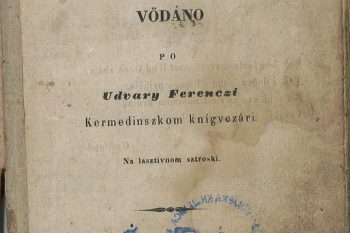 VÖDÁNO
PO
Udvary Ferenczi
Kermedinszkom knigvezári.
Na lasztivnom sztroski.